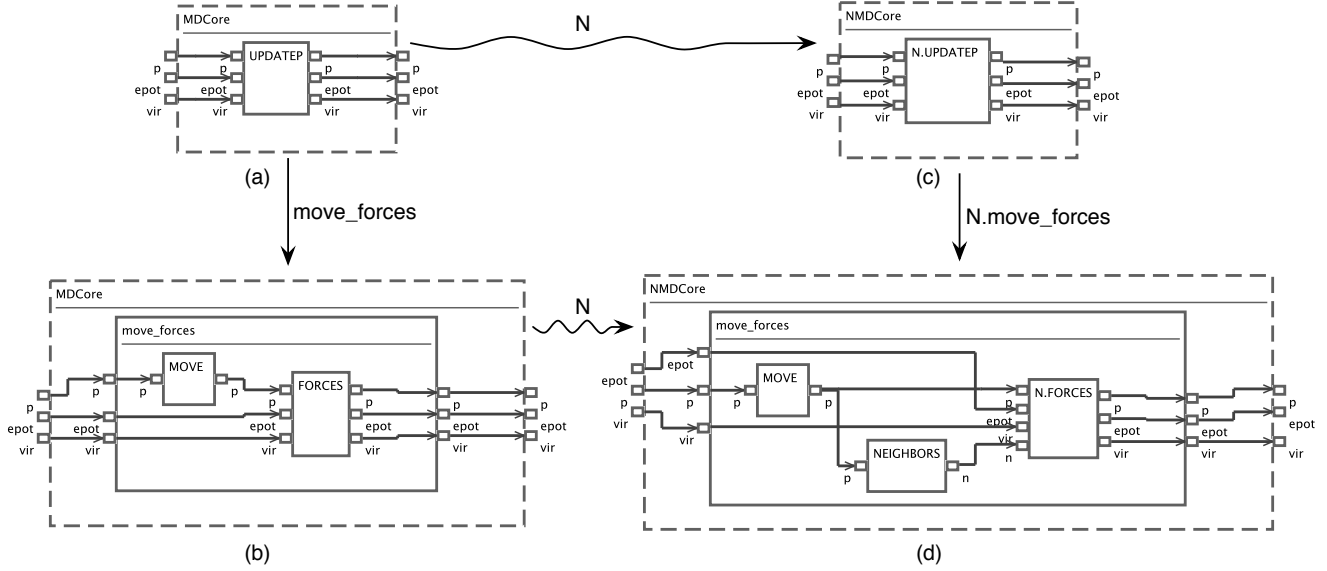 MDCore
UPDATEP
p
p
p
p
epot
epot
epot
epot
vir
vir
vir
vir
(a)
N
NMDCore
N.UPDATEP
p
p
p
p
epot
epot
epot
epot
vir
vir
vir
vir
(c)
move_forces
N.move_forces
MDCore
move_forces
MOVE
FORCES
p
p
p
p
p
p
p
p
epot
epot
epot
epot
epot
epot
vir
vir
vir
vir
vir
vir
(b)
N
NMDCore
move_forces
MOVE
N.FORCES
NEIGHBORS
epot
epot
p
p
p
p
vir
vir
p
epot
vir
n
p
n
p
epot
vir
p
epot
vir
p
epot
vir
(d)